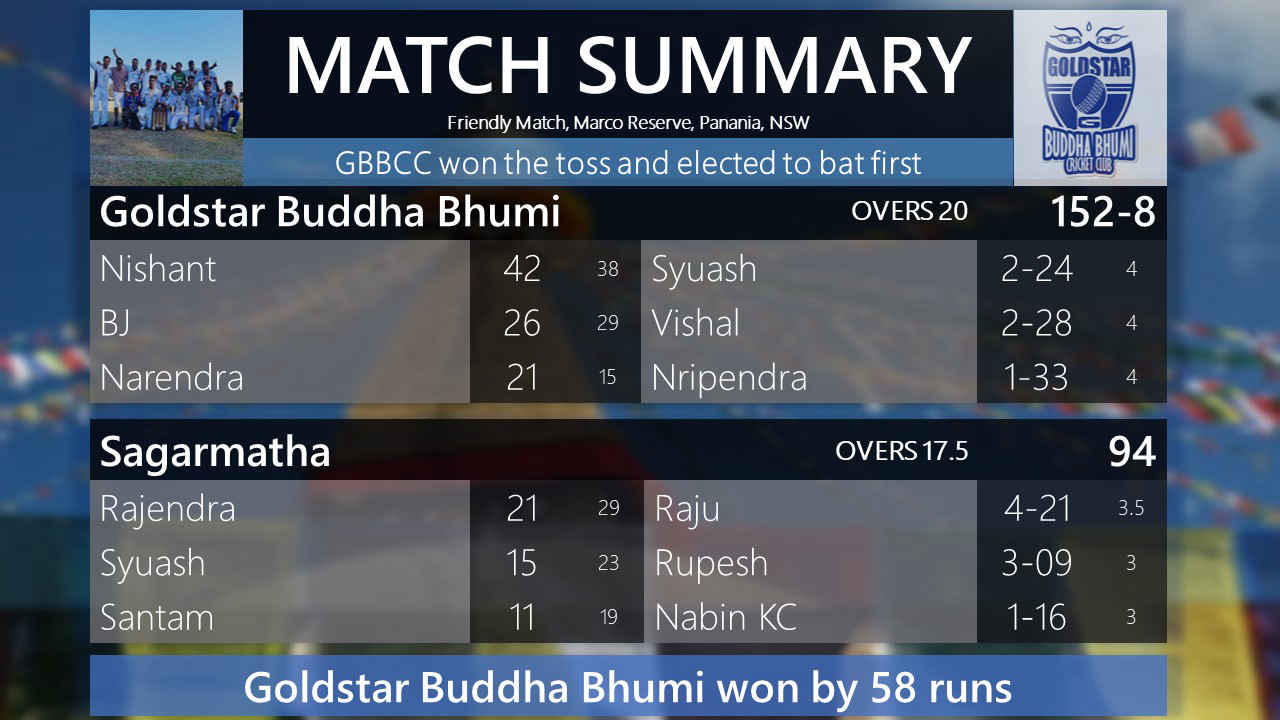 MATCH SUMMARY
Friendly Match, Marco Reserve, Panania, NSW
GBBCC won the toss and elected to bat first
GOLDSTAR
G
BUDDHA BHUMI
CRICKET CLUB
Goldstar Buddha Bhumi OVERS 20 152-8
Nishant 42 38 Syuash 2-24 4
BJ 26 29 Vishal 2-28 4
Narendra 21 15 Nripendra 1-33 4
Sagarmatha OVERS 17.5 94
Rajendra 21 29 Raju 4-21 3.5
Syuash 15 23 Rupesh 3-09 3
Santam 11 19 Nabin KC 1-16 3
Goldstar Buddha Bhumi won by 58 runs